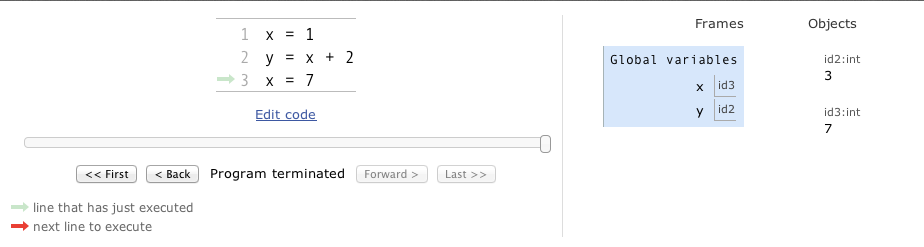 1 x = 1
2 y = x + 2
3 x = 7
Edit code
<< First < Back Program terminated Forward > Last >>
line that has just executed
next line to execute
Frames Objects
Global variables
x id3
y id2
id2:int
3
id3:int
7